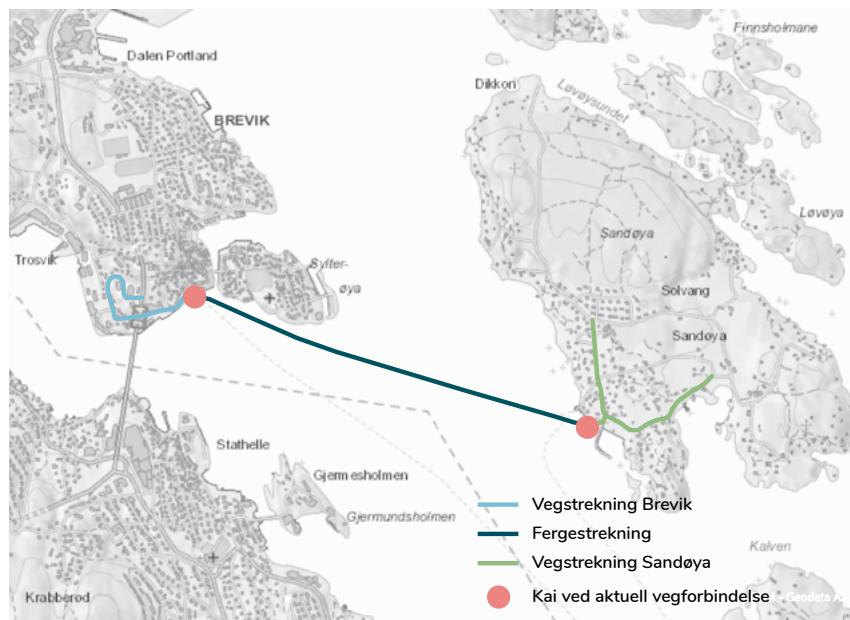 Finnsholmane
Dalen Portland
Dikkon
Løvøysundet
BREVIK
Løvøya
Sandøya
Trosvik
Sylter-
øya
Solvang
Sandøya
Stathelle
Gjermesholmen
Gjermundsholmen
Vegstrekning Brevik
Fergestrekning
Vegstrekning Sandøya
Kalven
Kai ved aktuell vegforbindelse
- Geodata AS
Krabberød